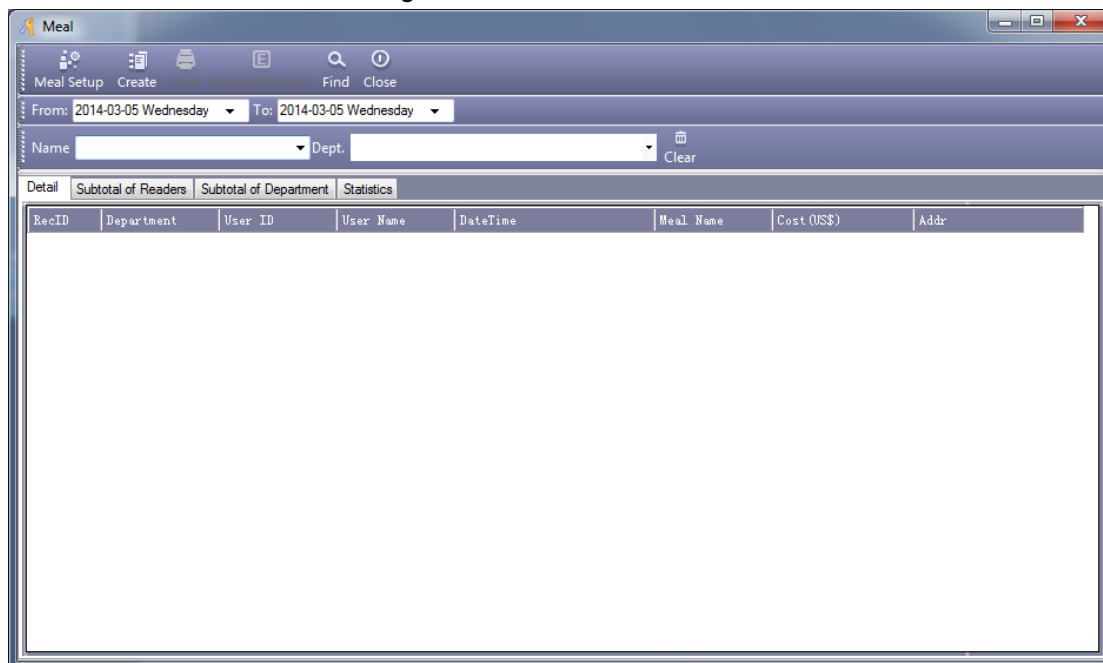 Meal
Meal Setup Create Find Close
From: 2014-03-05 Wednesday To: 2014-03-05 Wednesday
Name Dept. Clear
Detail Subtotal of Readers Subtotal of Department Statistics
RecID Department User ID User Name DateTime Meal Name Cost(US$) Addr